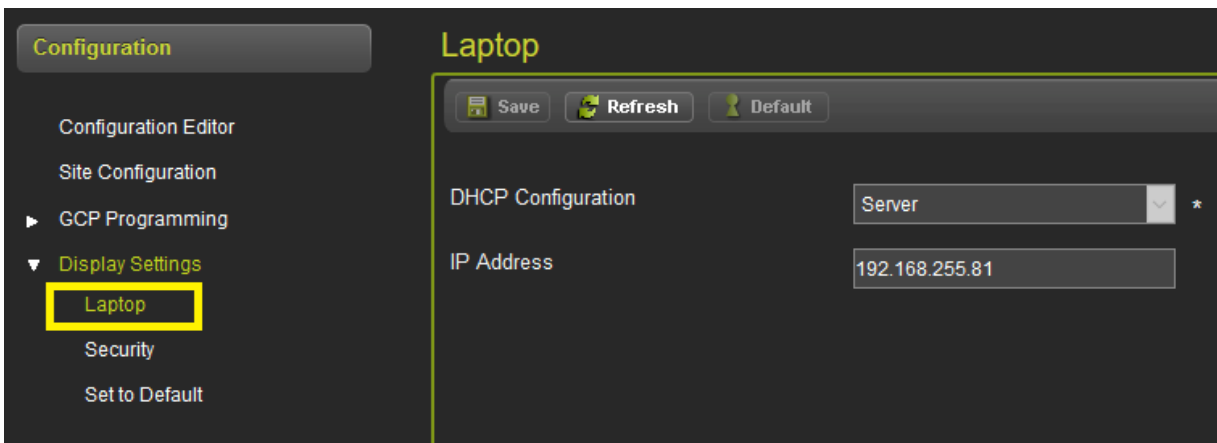 Configuration
Configuration Editor
Site Configuration
GCP Programming
Display Settings
Laptop
Security
Set to Default
Laptop
Save Refresh Default
DHCP Configuration Server *
IP Address 192.168.255.81